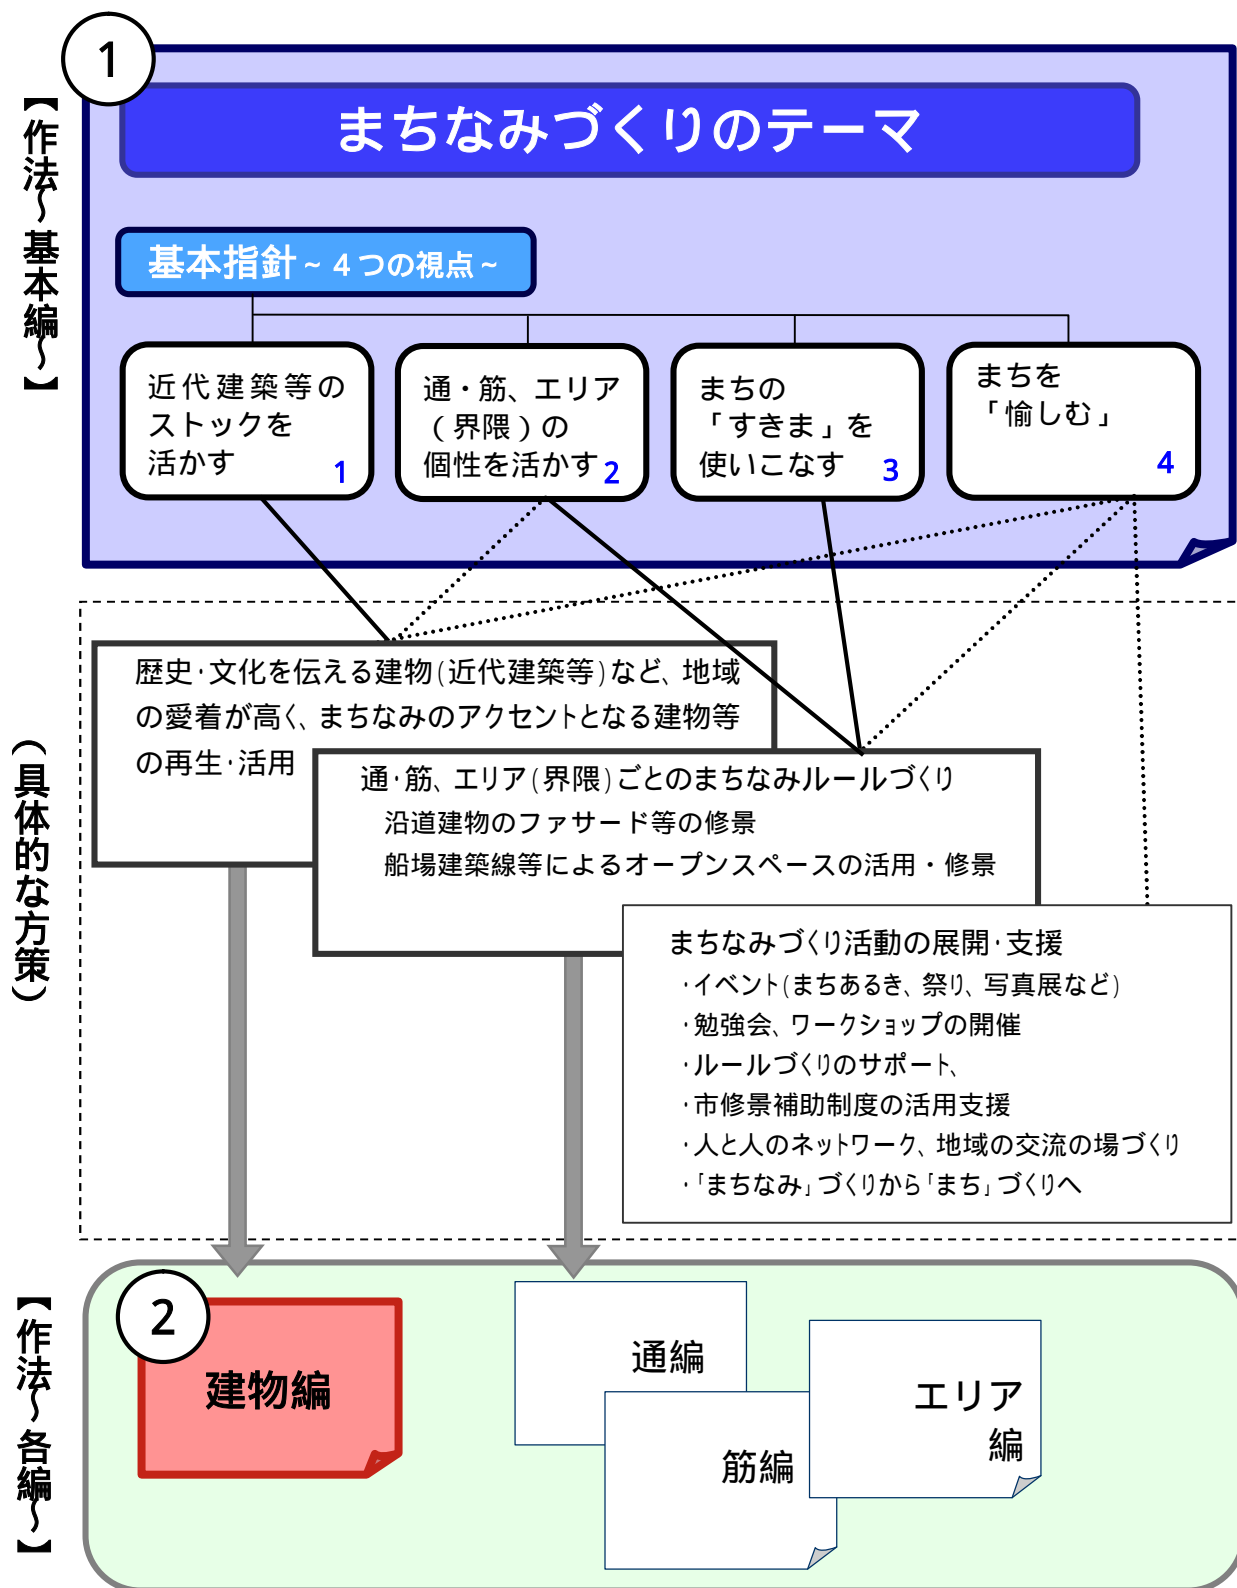 1
【作法～基本編～】
まちなみづくりのテーマ
基本指針～４つの視点～
近代建築等の
ストックを
活かす
1
通・筋、エリア
（界隈）の
個性を活かす
2
まちの
「すきま」を
使いこなす
3
まちを
「愉しむ」
4
（具体的な方策）
歴史・文化を伝える建物(近代建築等)など、地域
の愛着が高く、まちなみのアクセントとなる建物等
の再生・活用
通・筋、エリア(界隈)ごとのまちなみルールづくり
沿道建物のファサード等の修景
船場建築線等によるオープンスペースの活用・修景
まちなみづくり活動の展開・支援
・イベント(まちあるき、祭り、写真展など)
・勉強会、ワークショップの開催
・ルールづくりのサポート、
・市修景補助制度の活用支援
・人と人のネットワーク、地域の交流の場づくり
・「まちなみ」づくりから「まち」づくりへ
【作法～各編～】
2
建物編
通編
筋編
エリア
編